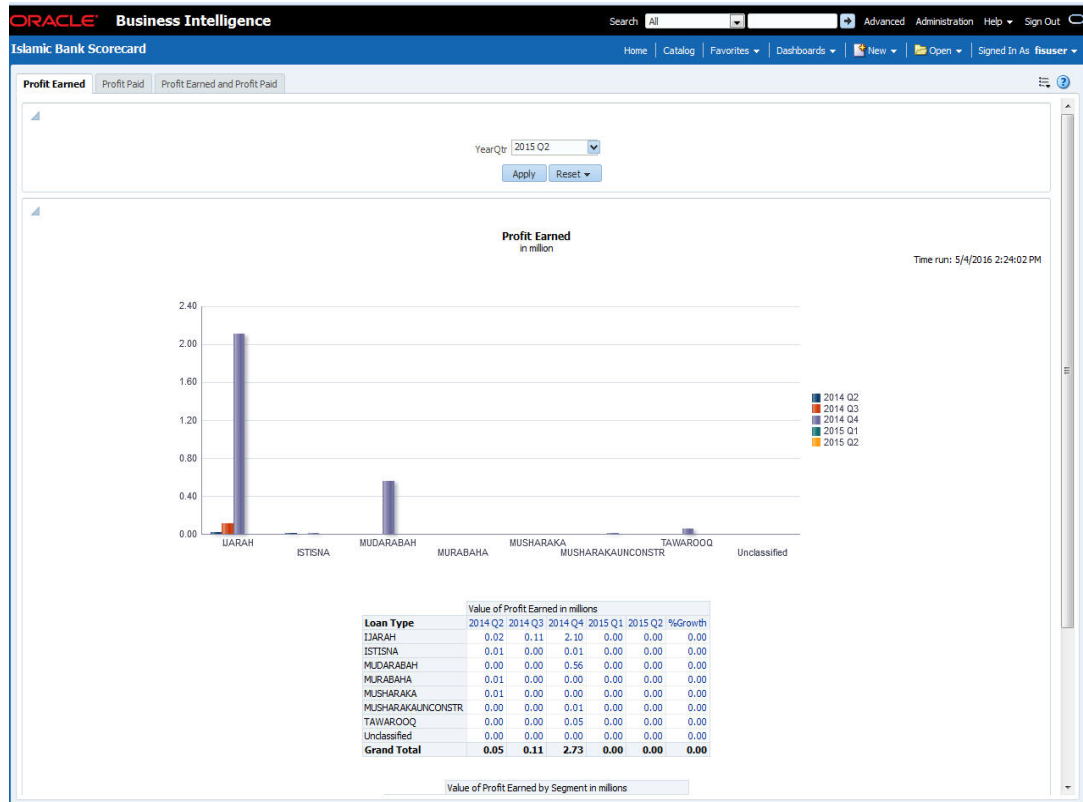 ORACLE Business Intelligence Search All Advanced Administration Help Sign Out
Islamic Bank Scorecard Home Catalog Favorites Dashboards New Open Signed In As fisuser
Profit Earned Profit Paid Profit Earned and Profit Paid
YearQtr 2015 Q2
Apply Reset
Profit Earned
in million
Time run: 5/4/2016 2:24:02 PM
2.40
2.00
1.60
1.20
0.80
0.40
0.00
2014 Q2
2014 Q3
2014 Q4
2015 Q1
2015 Q2
IJARAH MUDARABAH MUSHARAKA TAWAROOQ
ISTISNA MURABAHA MUSHARAKAUNCONSTR Unclassified
Value of Profit Earned in millions
Loan Type 2014 Q2 2014 Q3 2014 Q4 2015 Q1 2015 Q2 %Growth
IJARAH 0.02 0.11 2.10 0.00 0.00 0.00
ISTISNA 0.01 0.00 0.01 0.00 0.00 0.00
MUDARABAH 0.00 0.00 0.56 0.00 0.00 0.00
MURABAHA 0.01 0.00 0.00 0.00 0.00 0.00
MUSHARAKA 0.01 0.00 0.00 0.00 0.00 0.00
MUSHARAKAUNCONSTR 0.00 0.00 0.01 0.00 0.00 0.00
TAWAROOQ 0.00 0.00 0.05 0.00 0.00 0.00
Unclassified 0.00 0.00 0.00 0.00 0.00 0.00
Grand Total 0.05 0.11 2.73 0.00 0.00 0.00
Value of Profit Earned by Segment in millions